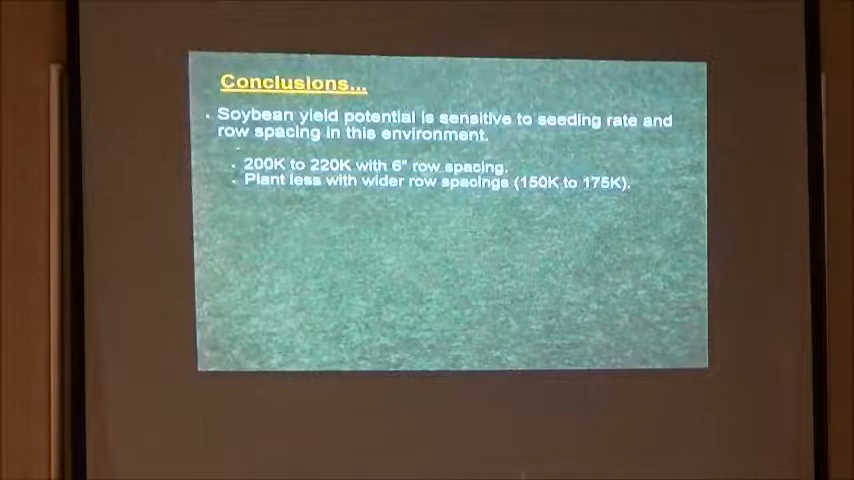 Conclusions...
• Soybean yield potential is sensitive to seeding rate and
row spacing in this environment.
• 200K to 220K with 6" row spacing.
• Plant less with wider row spacings (150K to 175K).